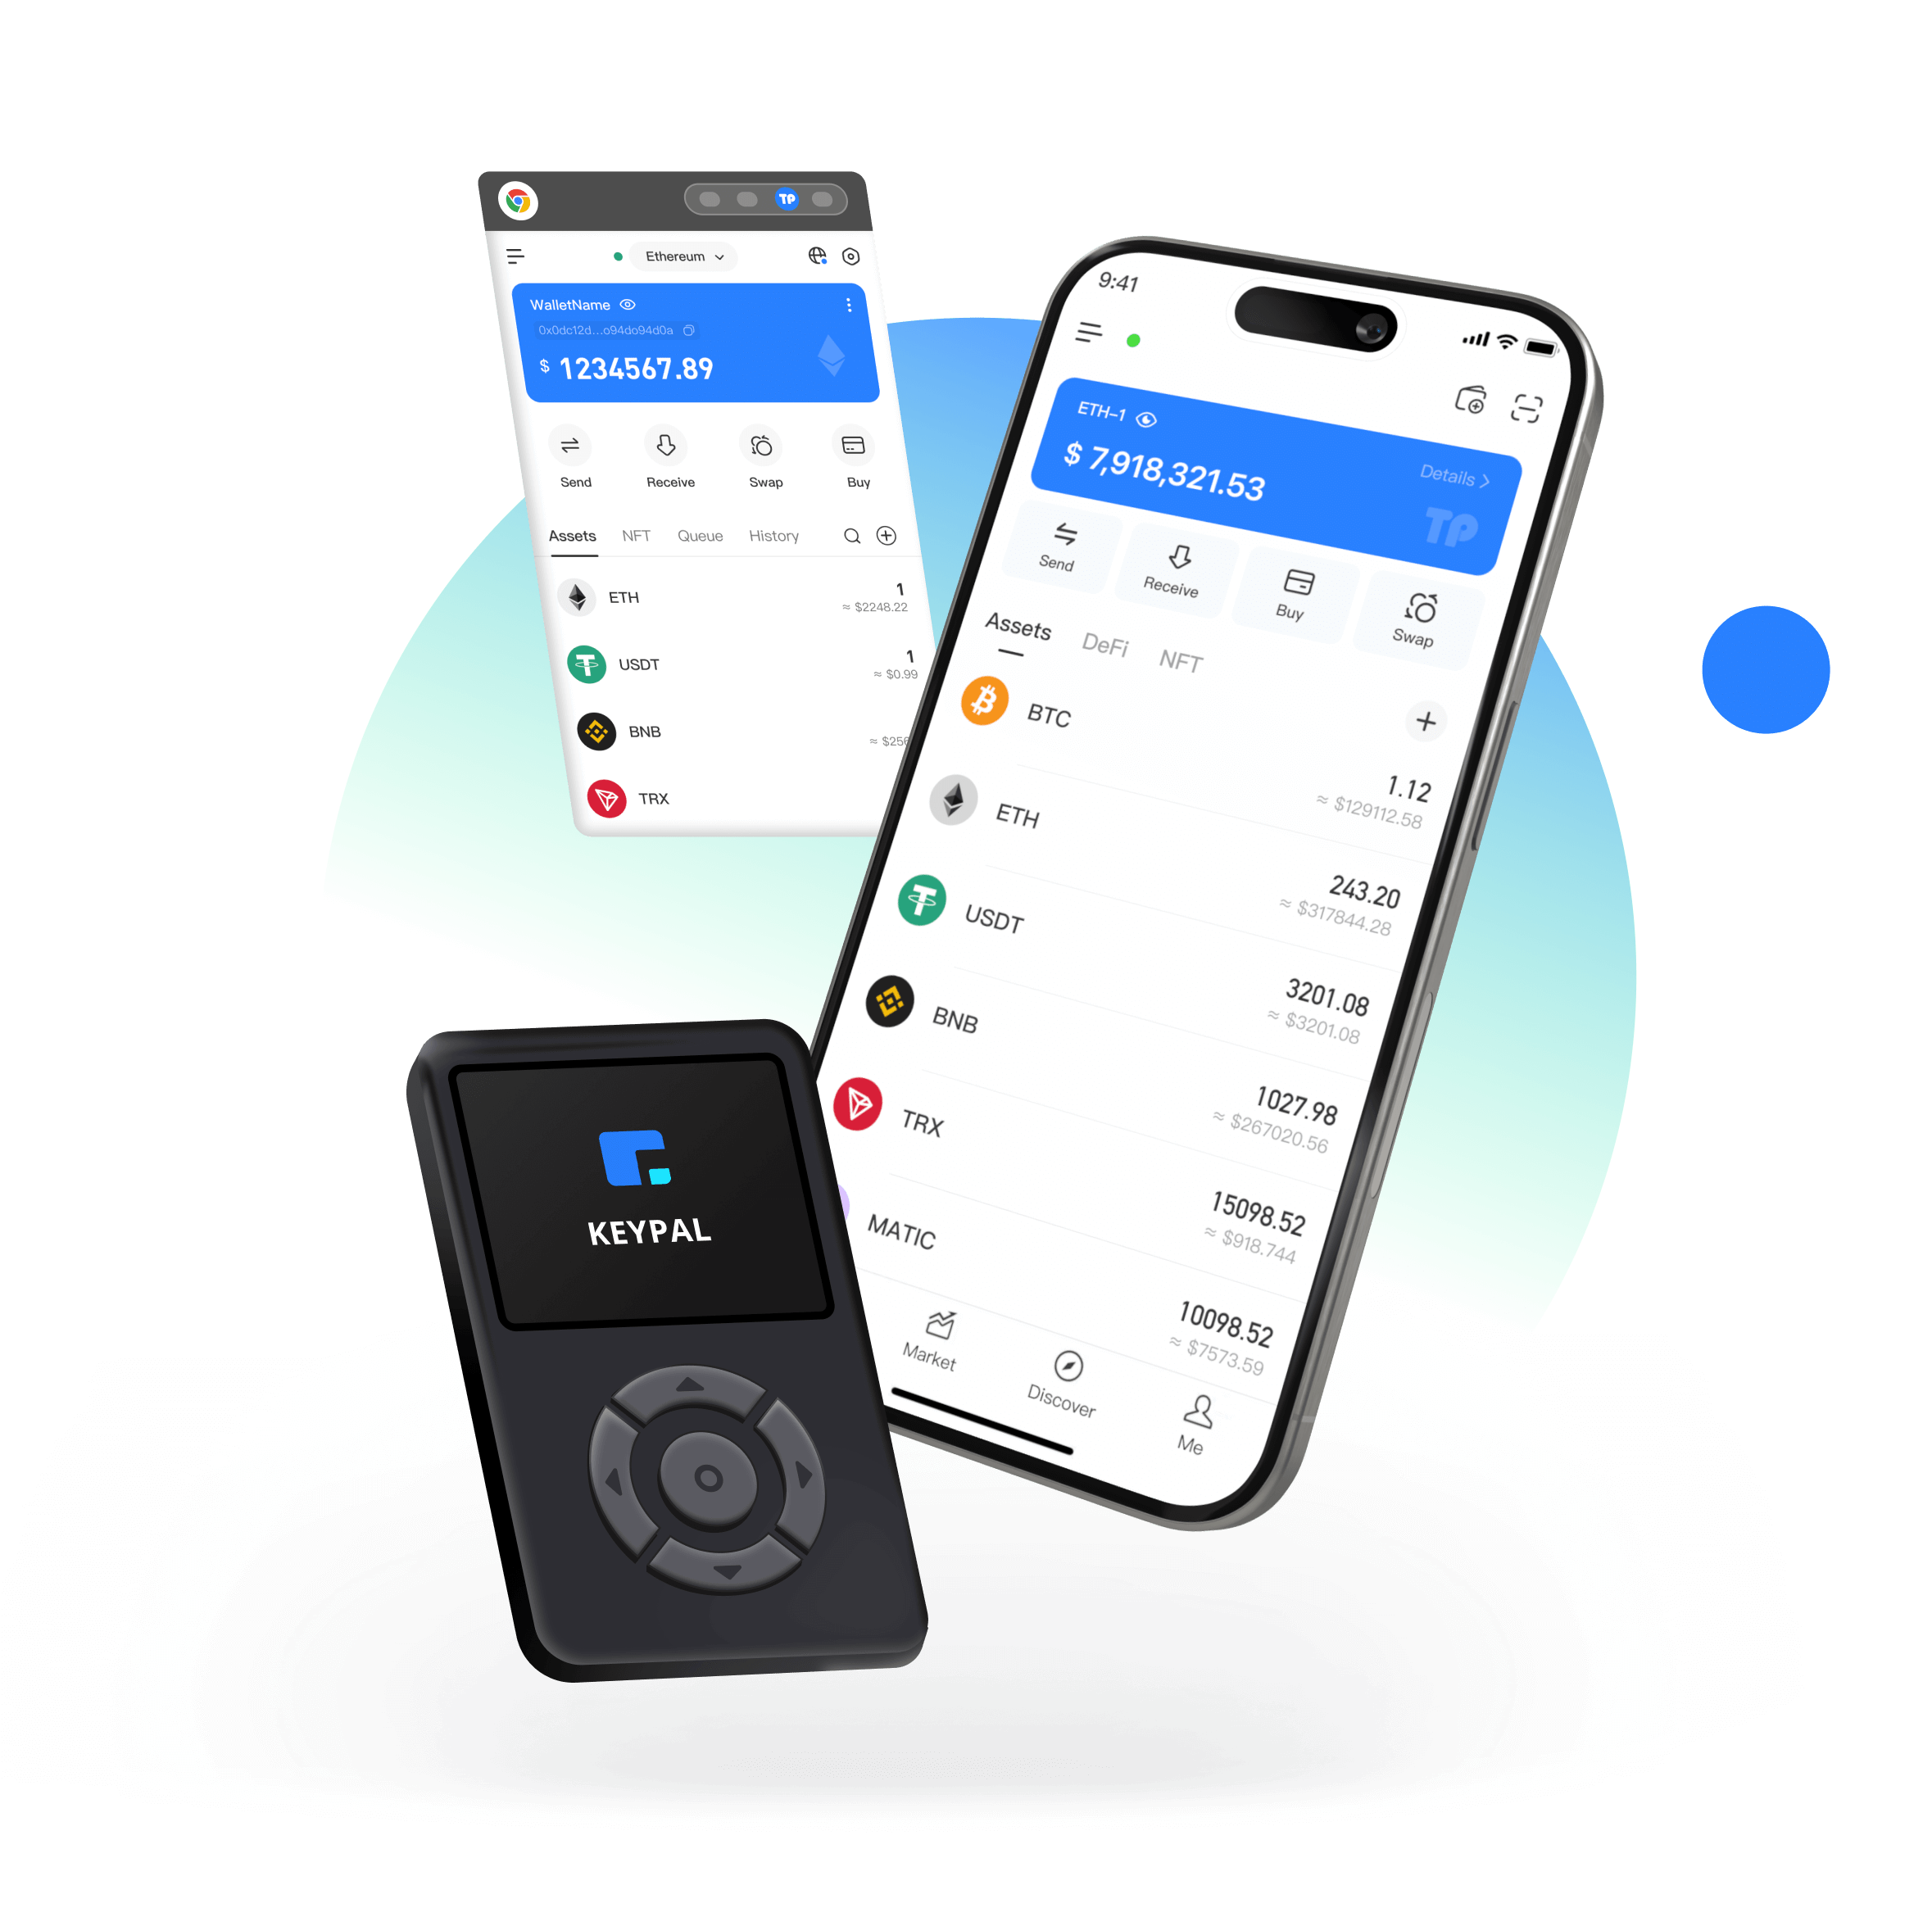 TP
Ethereum
WalletName
0x0dc12d...o94do94d0a
$ 1234567.89
Send Receive Swap Buy
Assets NFT Queue History
ETH 1
≈ $2248.22
USDT 1
≈ $0.99
BNB
≈ $256
TRX
9:41
ETH-1
$ 7,918,321.53
Details
TP
Send Receive Buy Swap
Assets DeFi NFT
BTC
1.12
≈ $129112.58
ETH
243.20
≈ $317844.28
USDT
3201.08
≈ $3201.08
BNB
1027.98
≈ $267020.56
TRX
15098.52
≈ $918.744
MATIC
10098.52
≈ $7573.59
Market Discover Me
KEYPAL